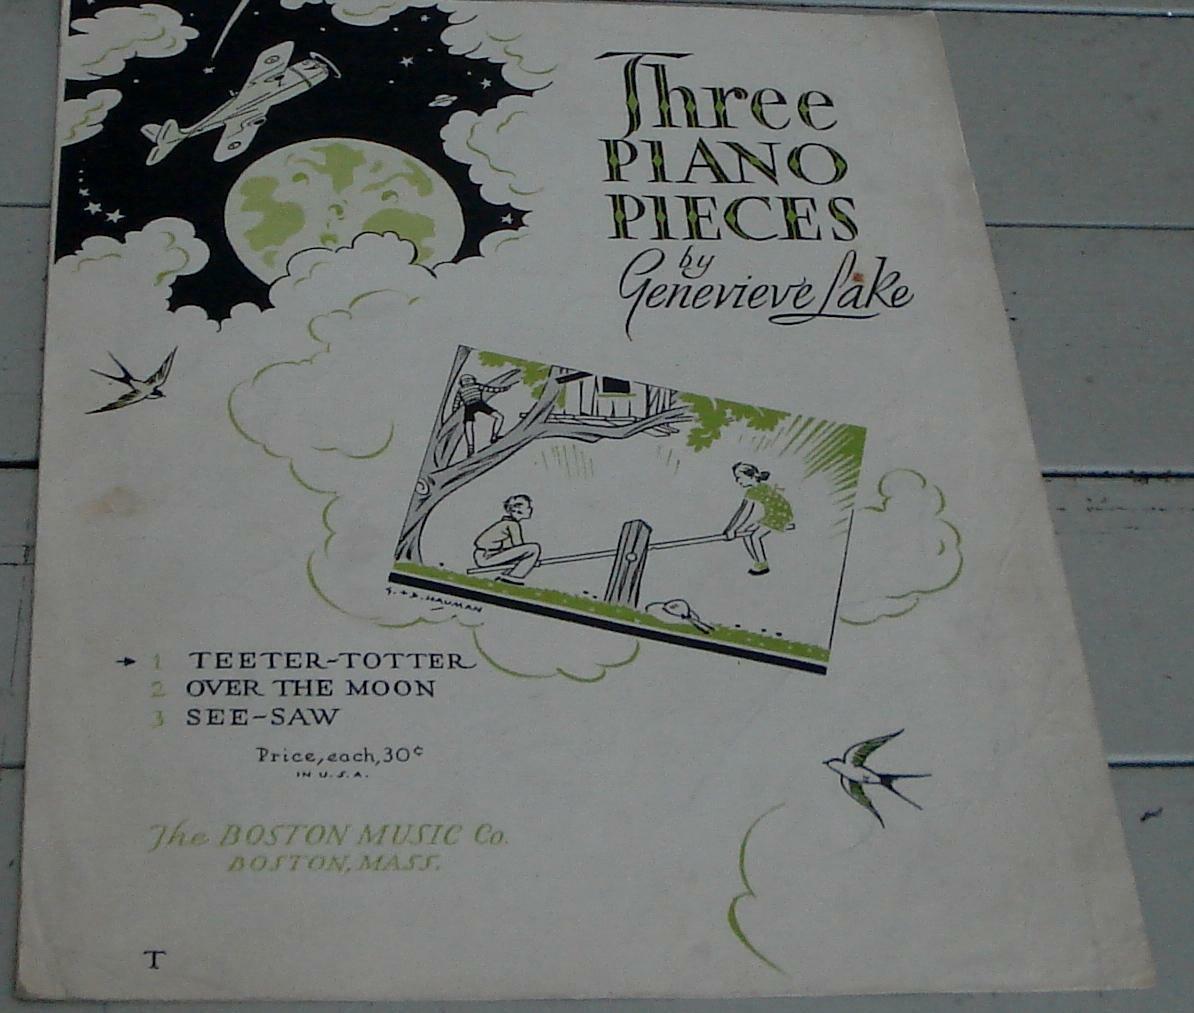 Three
PIANO
PIECES
by
Genevieve Lake
G. + B. HAUMAN
1 TEETER-TOTTER
2 OVER THE MOON
3 SEE-SAW
Price, each, 30¢
IN U.S.A.
The BOSTON MUSIC Co.
BOSTON, MASS.
T